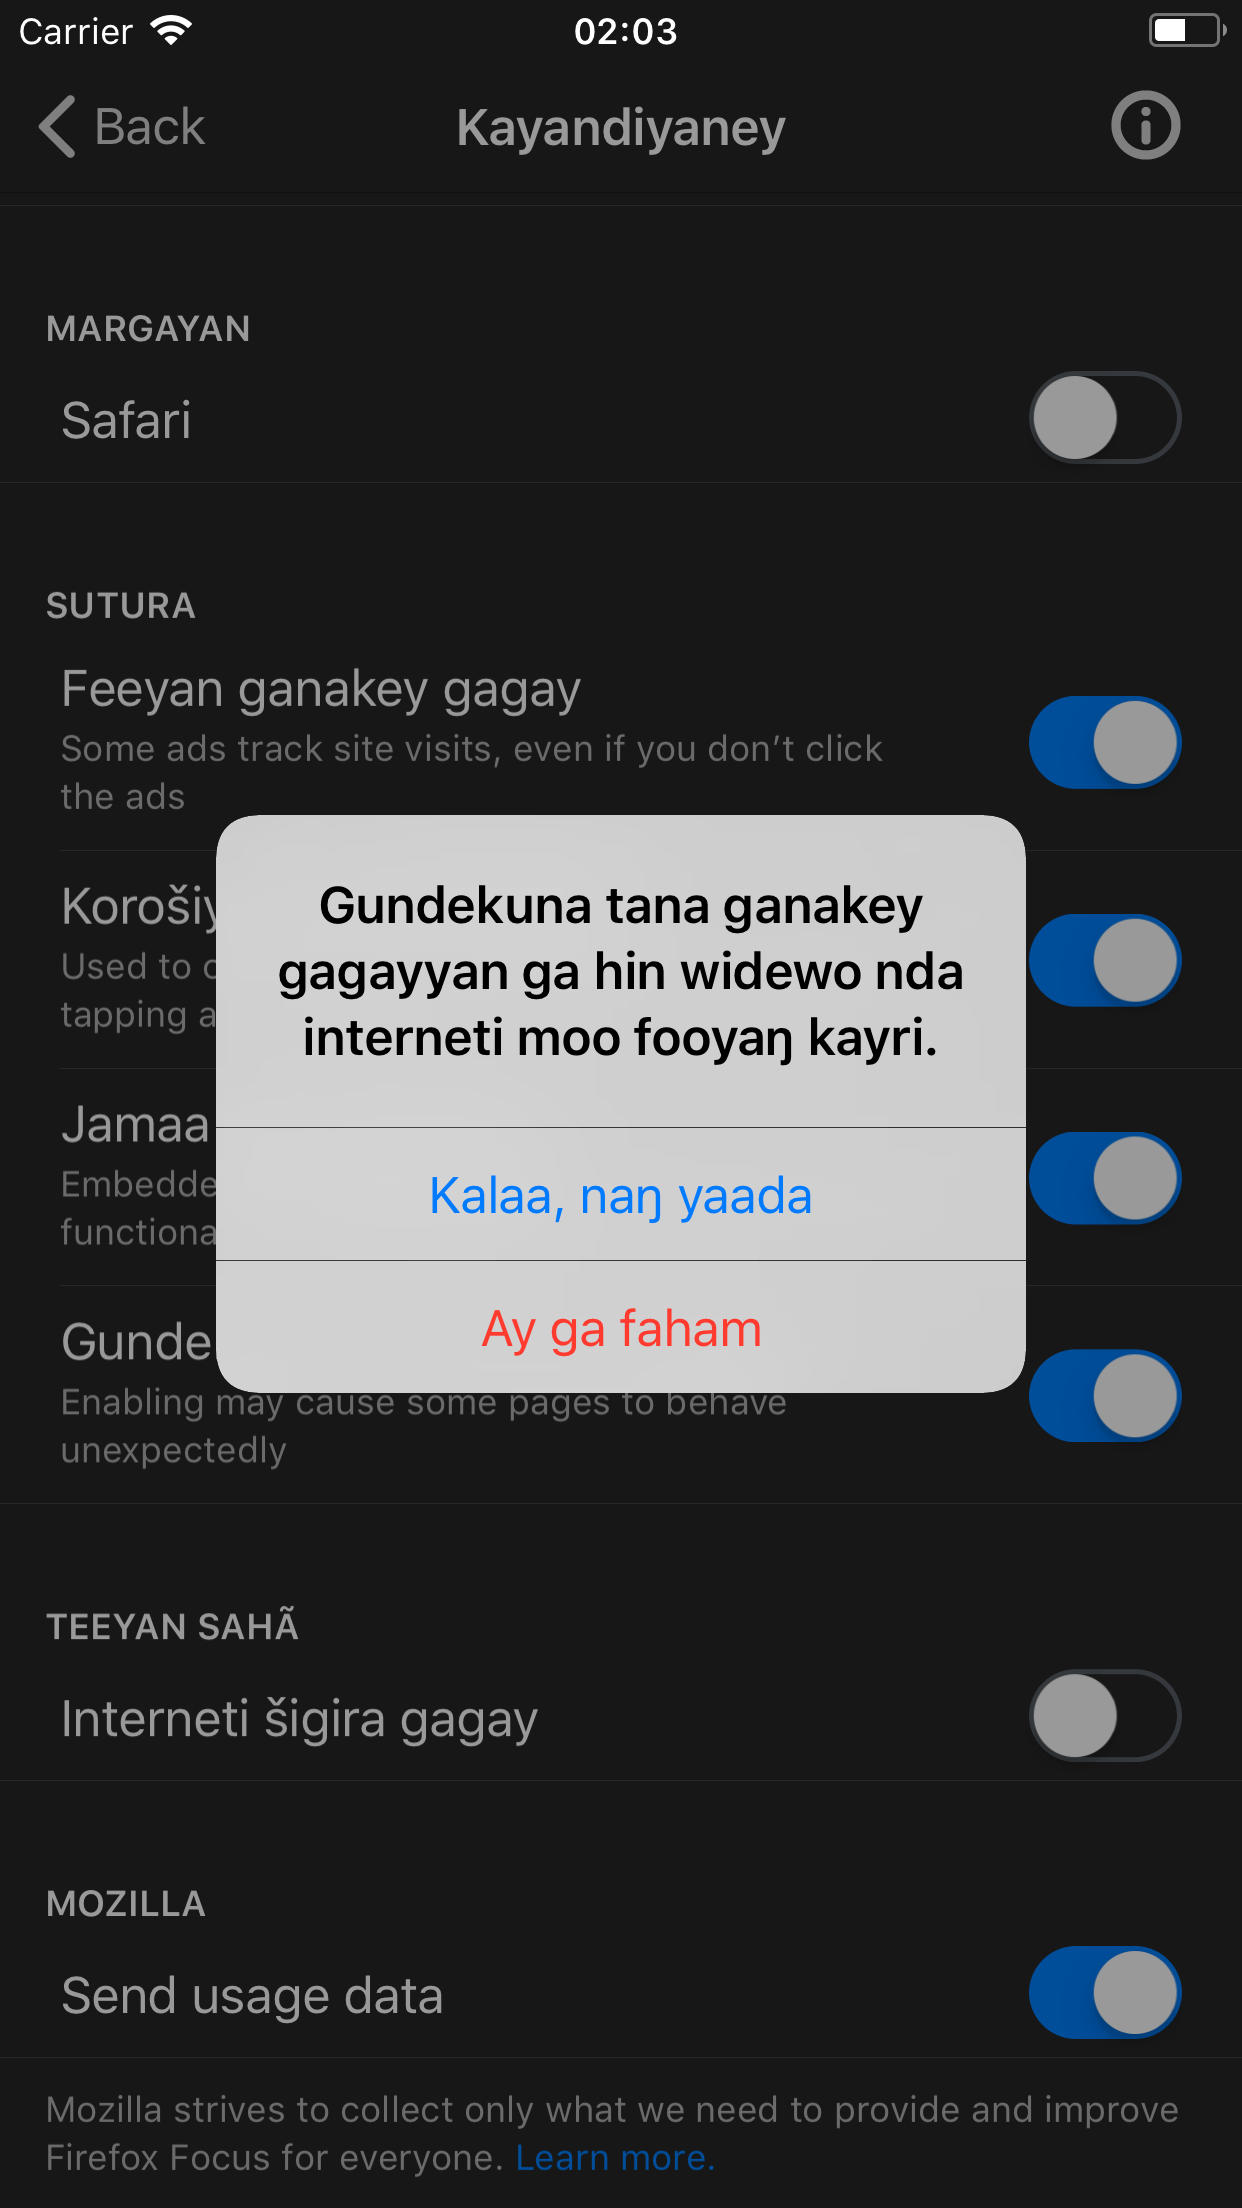 Carrier
02:03
Back
Kayandiyaney
MARGAYAN
Safari
SUTURA
Feeyan ganakey gagay
Some ads track site visits, even if you don’t click
the ads
Gundekuna tana ganakey
gagayyan ga hin widewo nda
interneti moo fooyaŋ kayri.
Kalaa, naŋ yaada
Ay ga faham
Used to
tapping
Jamaa
Enabling may cause some pages to behave
unexpectedly
TEEYAN SAHÃ
Interneti šigira gagay
MOZILLA
Send usage data
Mozilla strives to collect only what we need to provide and improve
Firefox Focus for everyone. Learn more.